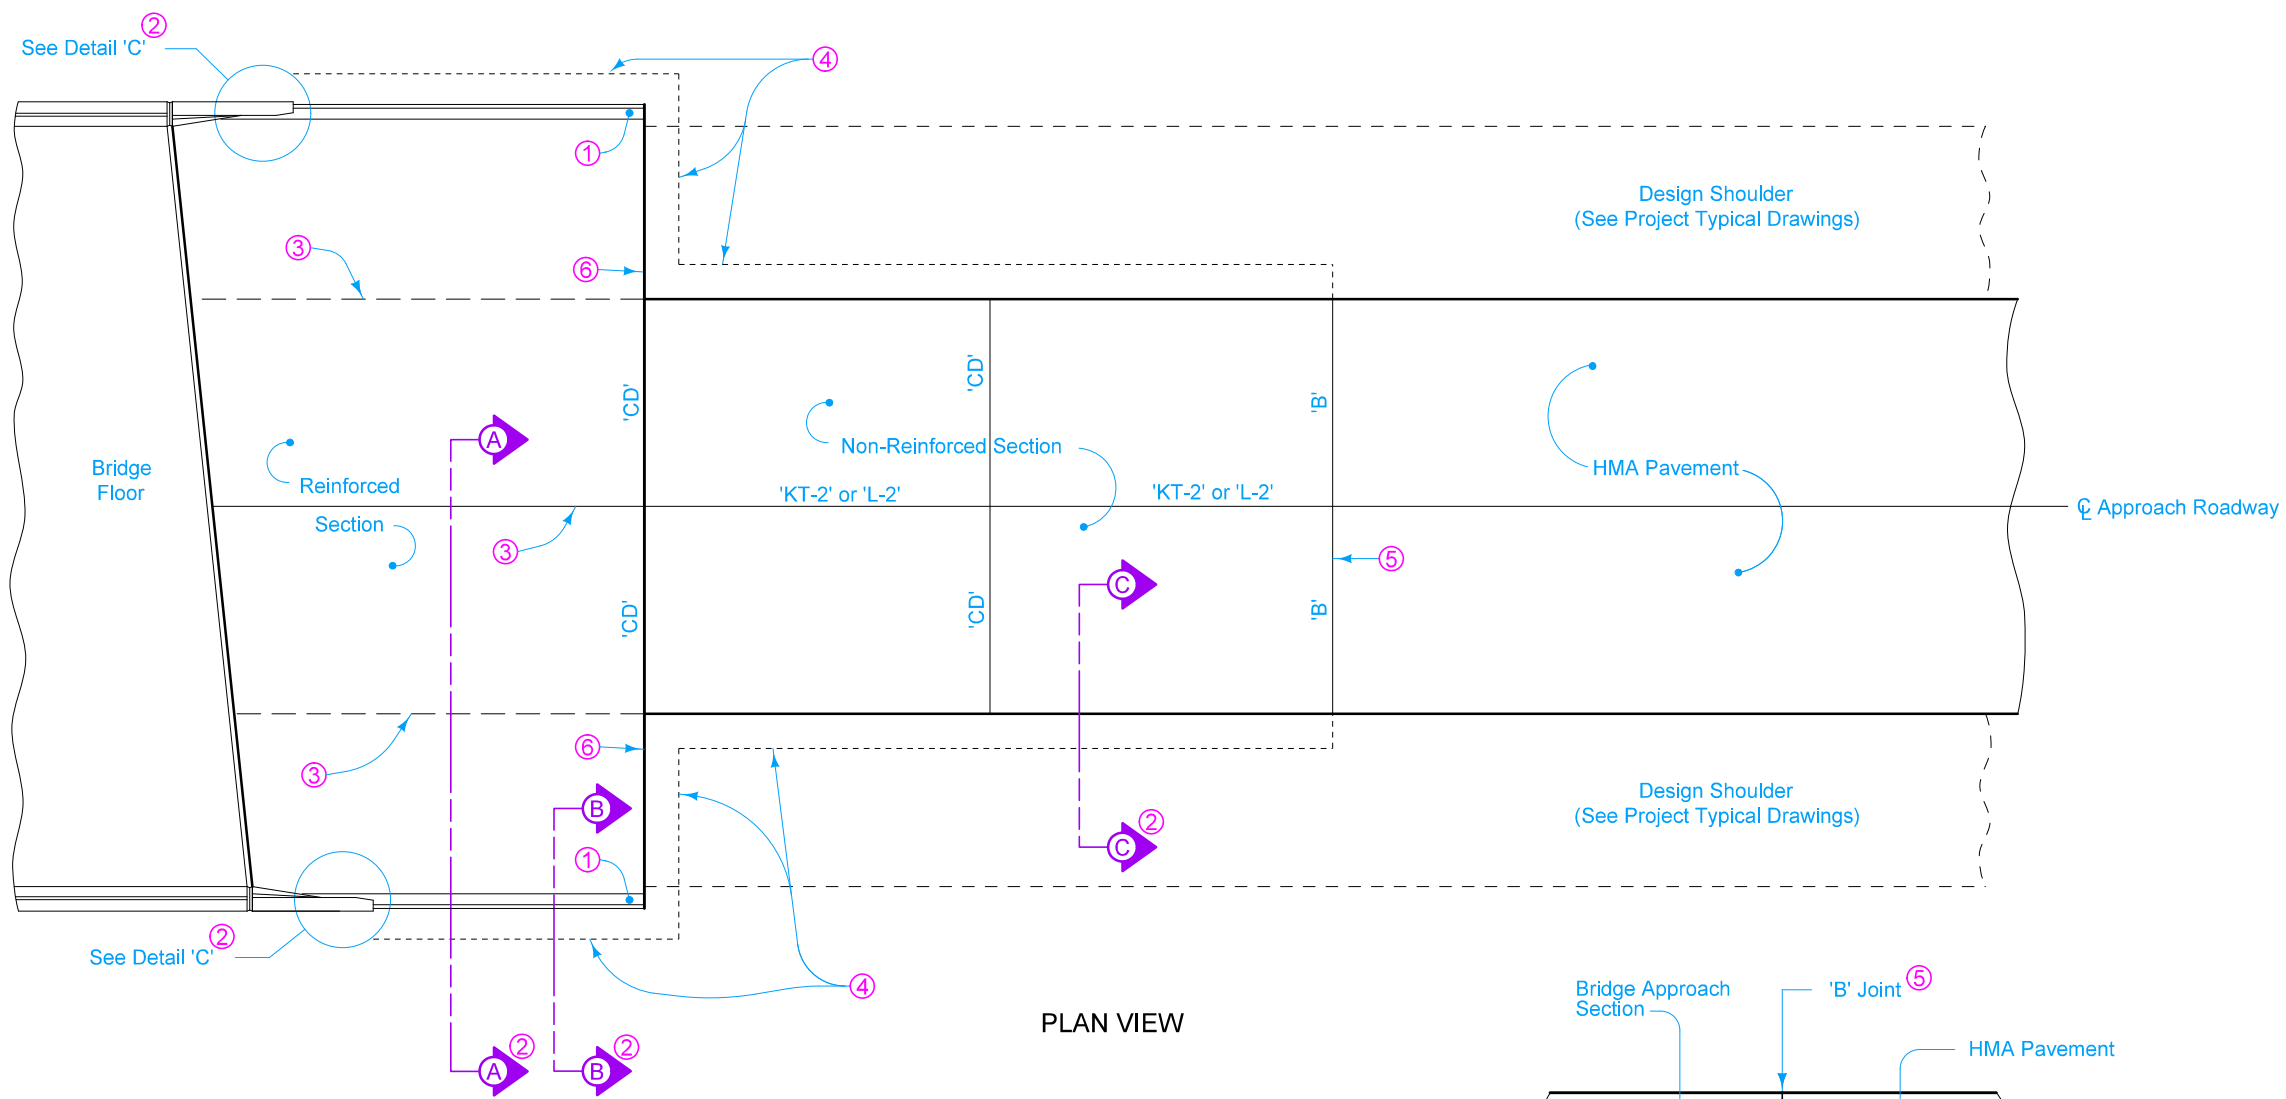 See Detail 'C' ②
④
①
Design Shoulder
(See Project Typical Drawings)
③
⑥
'CD'
'CD'
'B'
A
Non-Reinforced Section
HMA Pavement
Bridge
Floor
Reinforced
Section
'KT-2' or 'L-2'
'KT-2' or 'L-2'
℄ Approach Roadway
③
⑤
C
'CD'
'CD'
'B'
⑥
③
B
Design Shoulder
(See Project Typical Drawings)
C ②
①
See Detail 'C' ②
④
PLAN VIEW
A ②
B ②
Bridge Approach
Section
'B' Joint ⑤
HMA Pavement